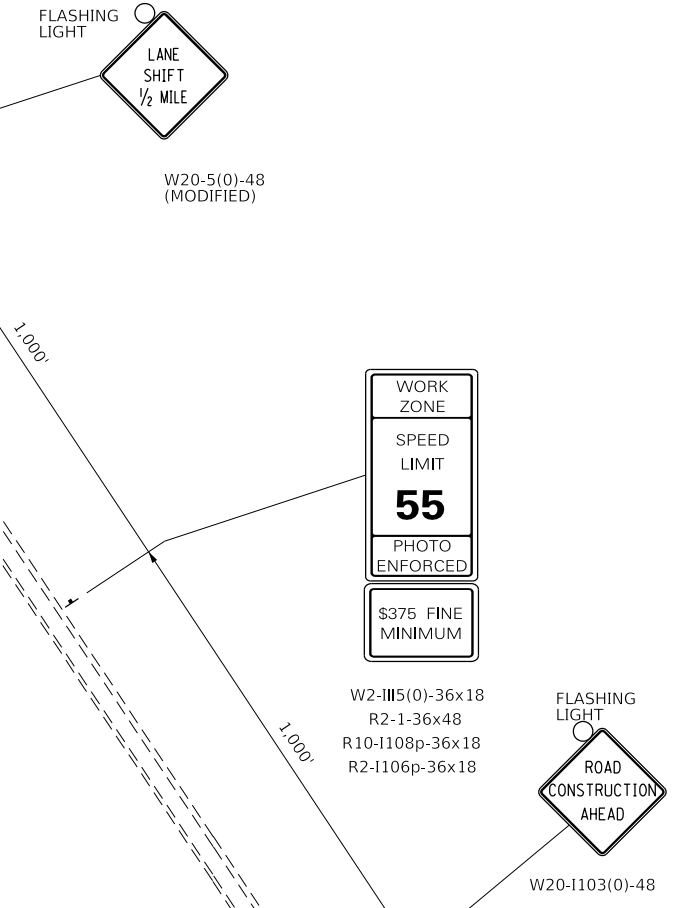 FLASHING
LIGHT
LANE
SHIFT
1/2 MILE
W20-5(0)-48
(MODIFIED)
1,000'
WORK
ZONE
SPEED
LIMIT
55
PHOTO
ENFORCED
$375 FINE
MINIMUM
W2-III5(0)-36x18
R2-1-36x48
R10-I108p-36x18
R2-I106p-36x18
1,000'
FLASHING
LIGHT
ROAD
CONSTRUCTION
AHEAD
W20-I103(0)-48